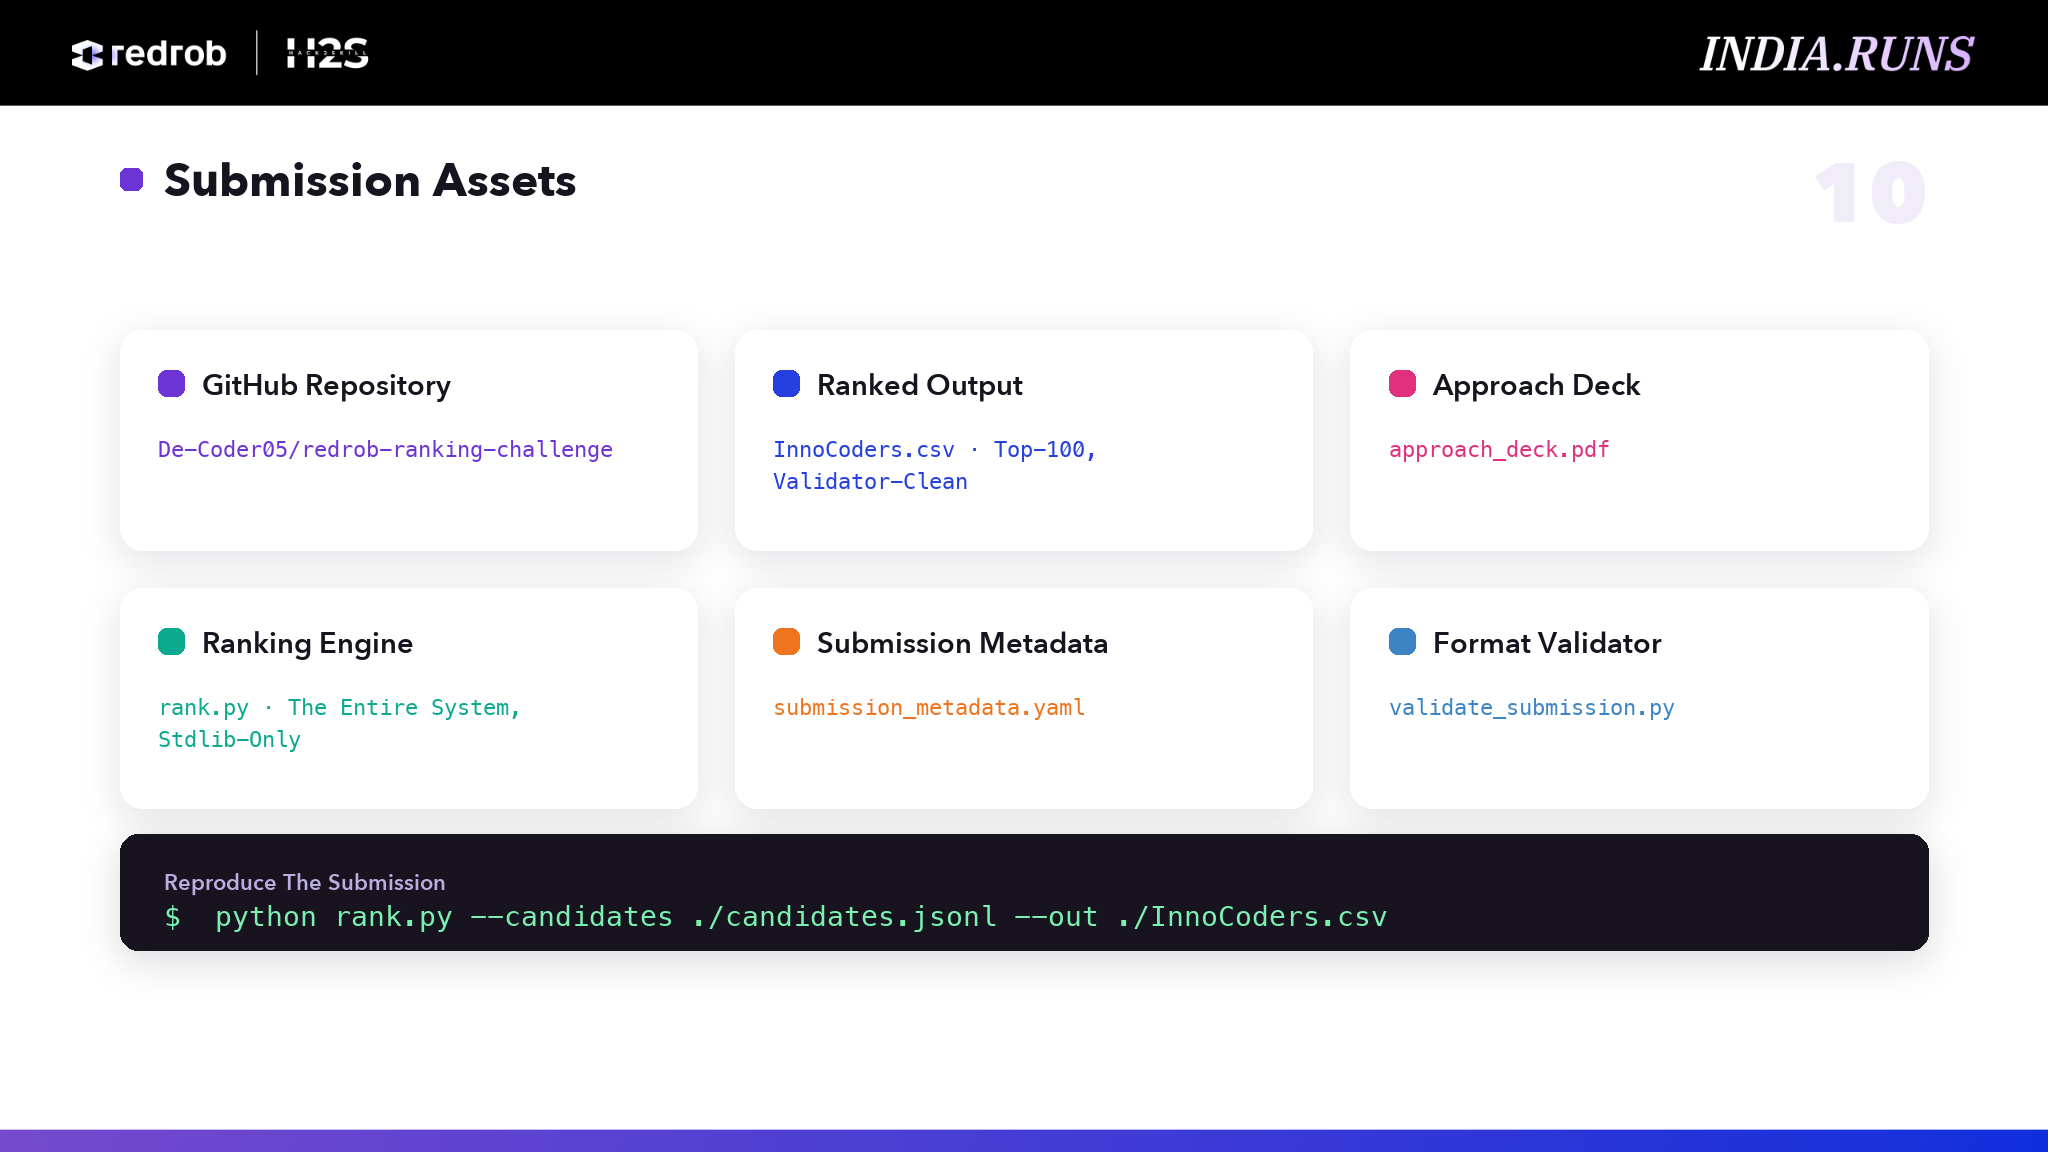 redrob
H2S
HACK2SKILL
INDIA.RUNS
Submission Assets
10
GitHub Repository
De-Coder05/redrob-ranking-challenge
Ranked Output
InnoCoders.csv · Top-100,
Validator-Clean
Approach Deck
approach_deck.pdf
Ranking Engine
rank.py · The Entire System,
Stdlib-Only
Submission Metadata
submission_metadata.yaml
Format Validator
validate_submission.py
Reproduce The Submission
$  python rank.py --candidates ./candidates.jsonl --out ./InnoCoders.csv